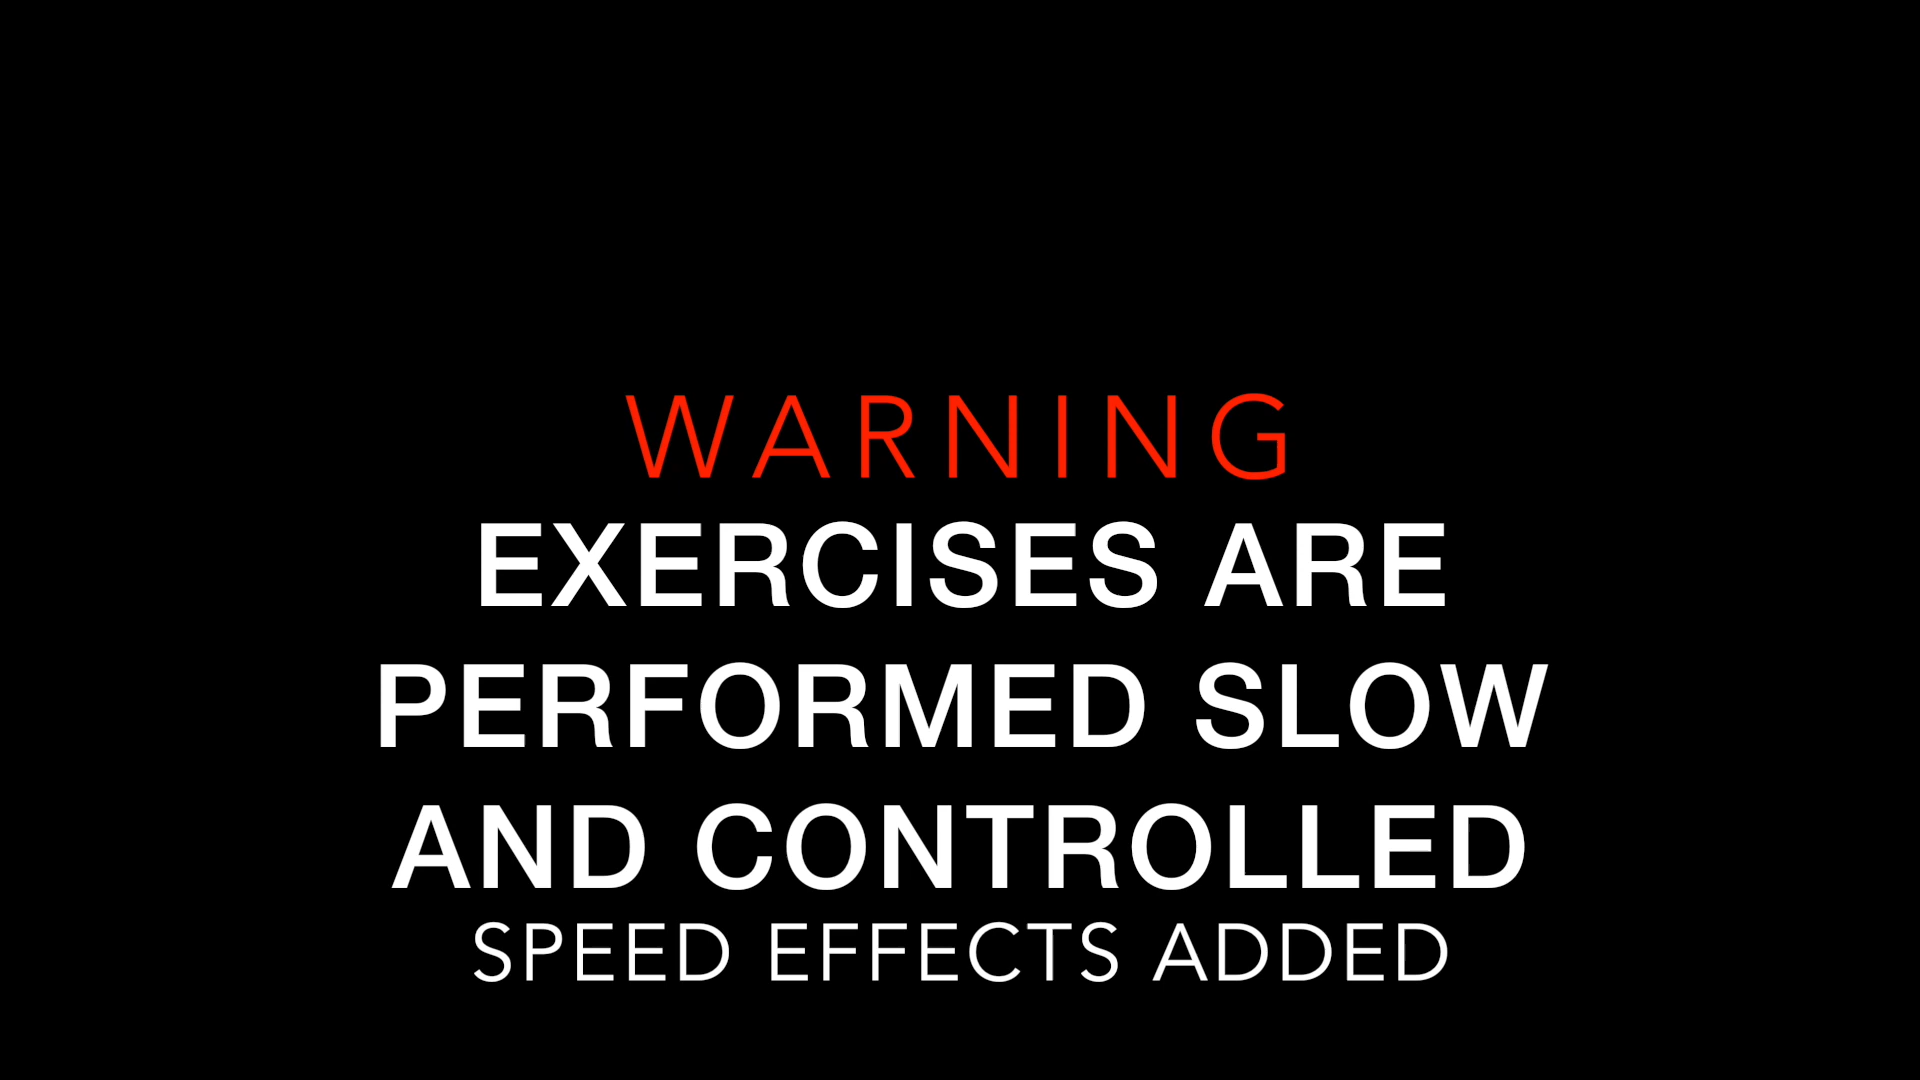 WARNING
EXERCISES ARE
PERFORMED SLOW
AND CONTROLLED
SPEED EFFECTS ADDED